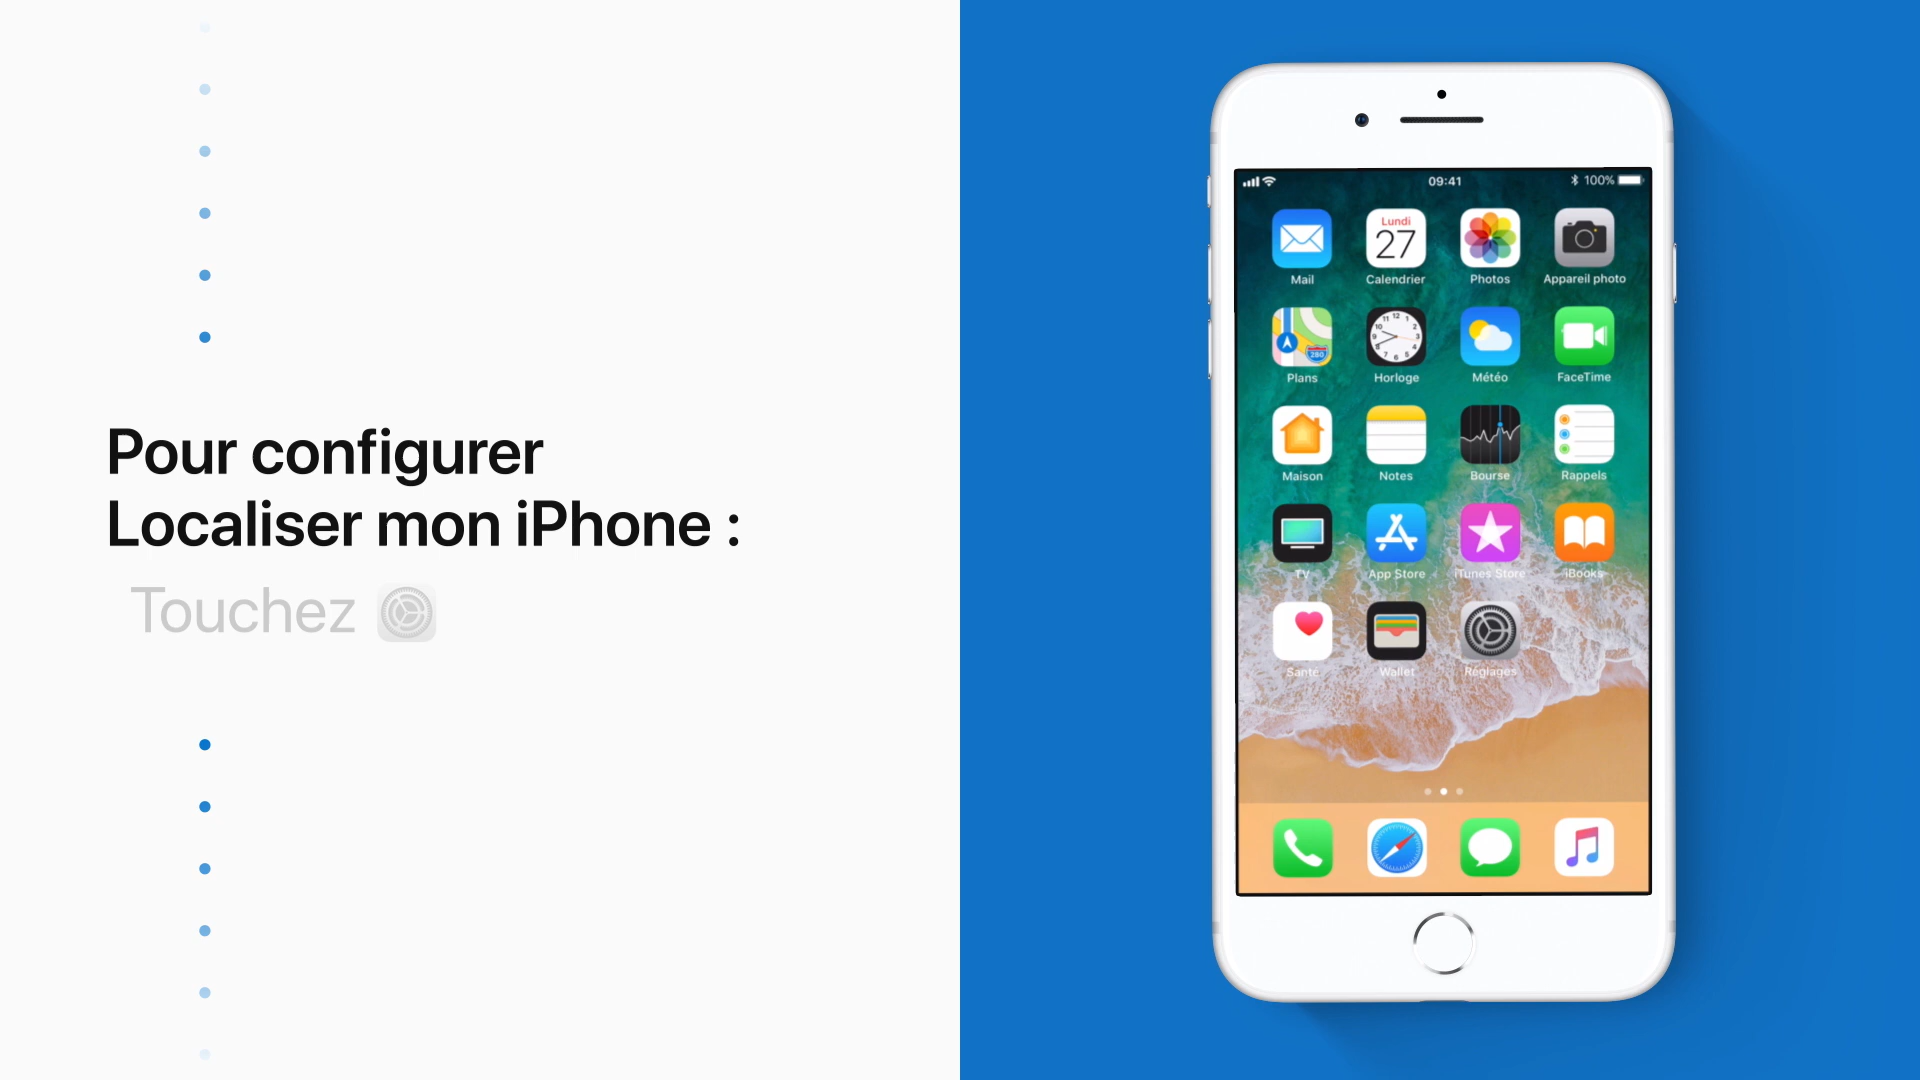 Pour configurer
Localiser mon iPhone :
Touchez
09:41
100%
Lundi
27
Mail
Calendrier
Photos
Appareil photo
280
Plans
Horloge
Météo
FaceTime
Maison
Notes
Bourse
Rappels
TV
App Store
iTunes Store
iBooks
Santé
Wallet
Réglages